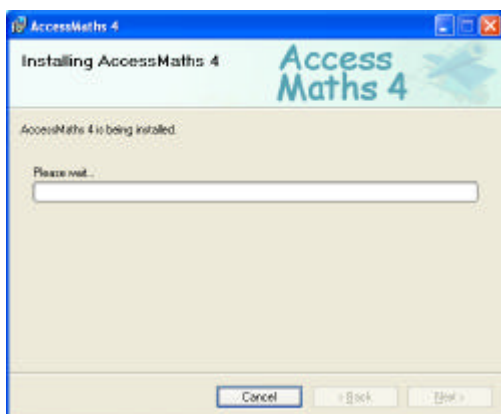 AccessMaths 4
Installing AccessMaths 4
Access
Maths 4
AccessMaths 4 is being installed.
Please wait...
Cancel
< Back
Next >